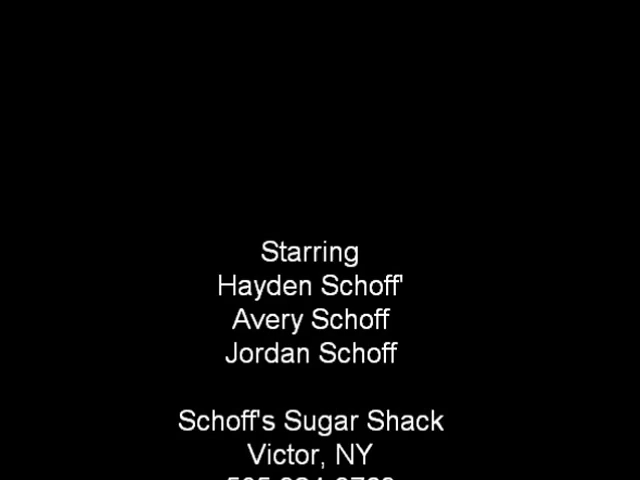 Starring
Hayden Schoff'
Avery Schoff
Jordan Schoff
Schoff's Sugar Shack
Victor, NY